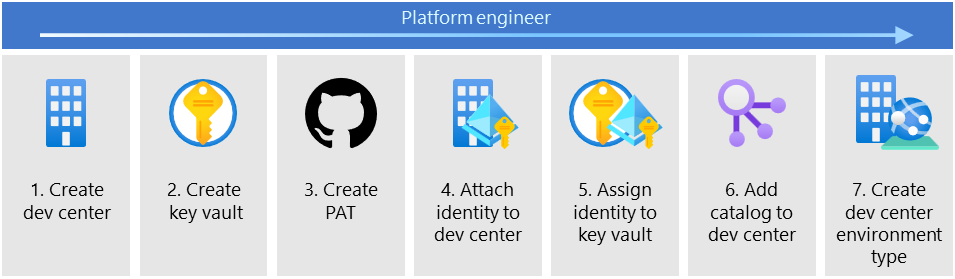 Platform engineer
1. Create
dev center
2. Create
key vault
3. Create
PAT
4. Attach
identity to
dev center
5. Assign
identity to
key vault
6. Add
catalog to
dev center
7. Create
dev center
environment
type